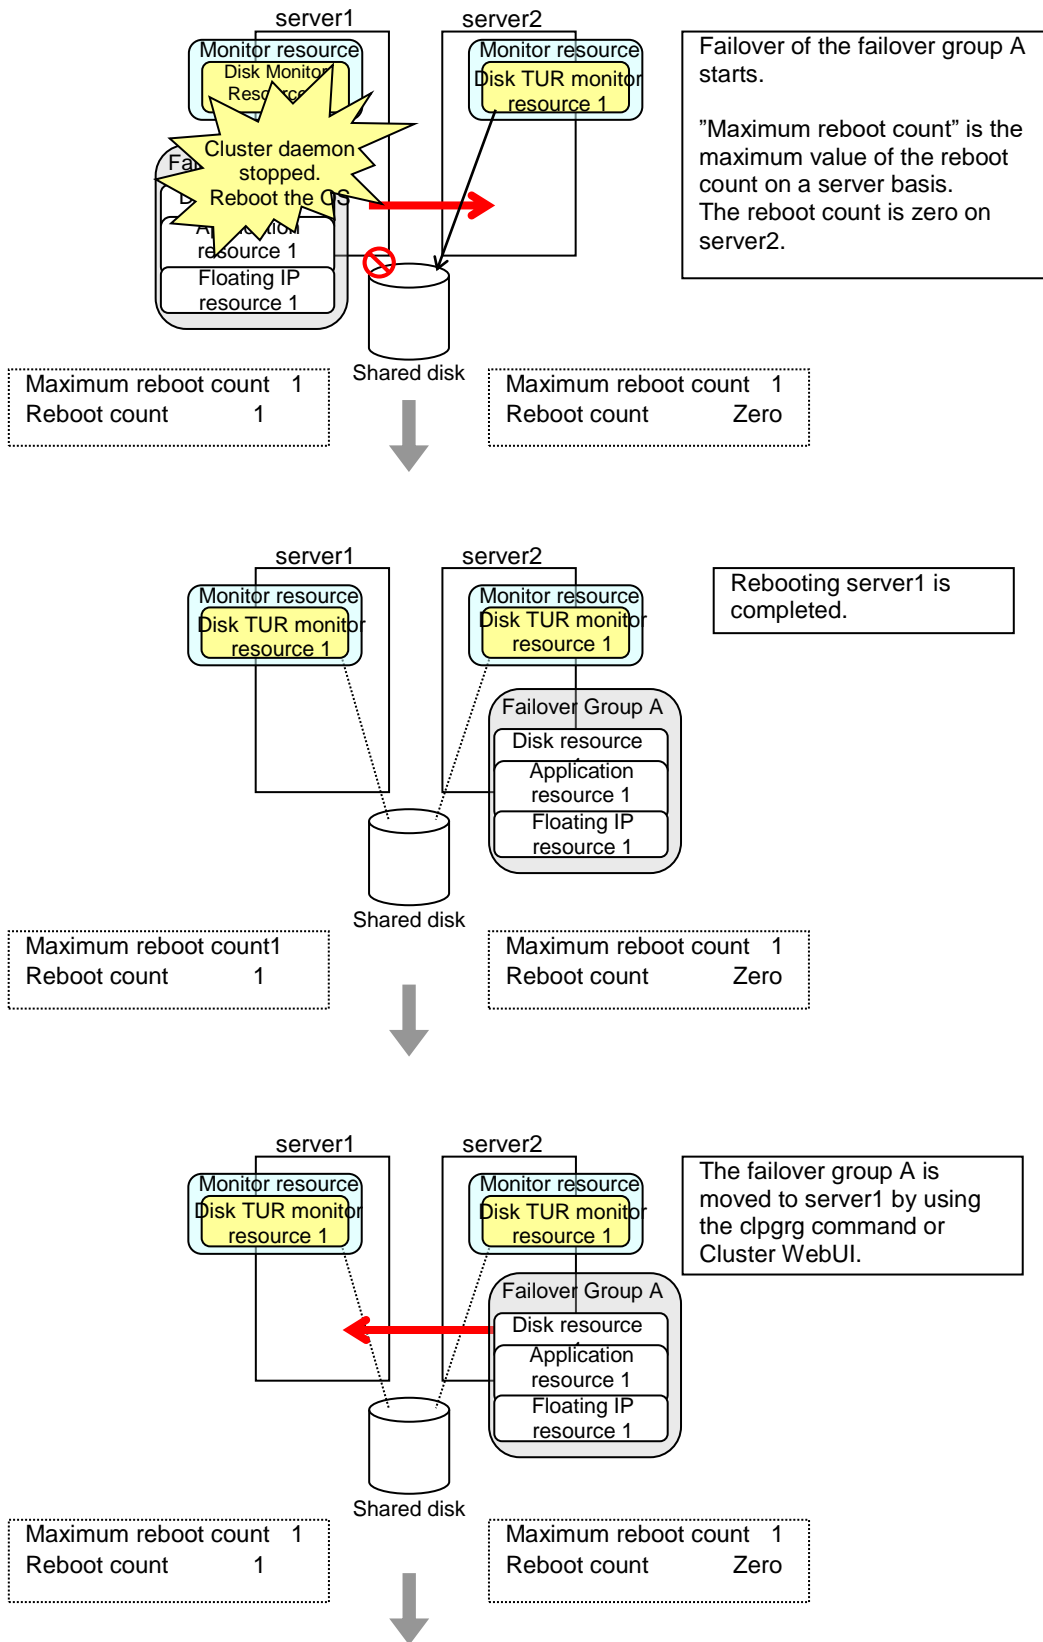 server1
server2
Monitor resource
Disk Monitor
Monitor resource
Disk TUR monitor
resource 1
Cluster daemon
stopped.
Reboot the OS
resource 1
Floating IP
resource 1
Shared disk
Failover of the failover group A
starts.
”Maximum reboot count” is the
maximum value of the reboot
count on a server basis.
The reboot count is zero on
server2.
Maximum reboot count 1
Reboot count 1
Maximum reboot count 1
Reboot count Zero
server1
server2
Monitor resource
Disk TUR monitor
resource 1
Monitor resource
Disk TUR monitor
resource 1
Failover Group A
Disk resource
Application
resource 1
Floating IP
resource 1
Shared disk
Rebooting server1 is
completed.
Maximum reboot count1
Reboot count 1
Maximum reboot count 1
Reboot count Zero
server1
server2
Monitor resource
Disk TUR monitor
resource 1
Monitor resource
Disk TUR monitor
resource 1
Failover Group A
Disk resource
Application
resource 1
Floating IP
resource 1
Shared disk
The failover group A is
moved to server1 by using
the clpgrg command or
Cluster WebUI.
Maximum reboot count 1
Reboot count 1
Maximum reboot count 1
Reboot count Zero